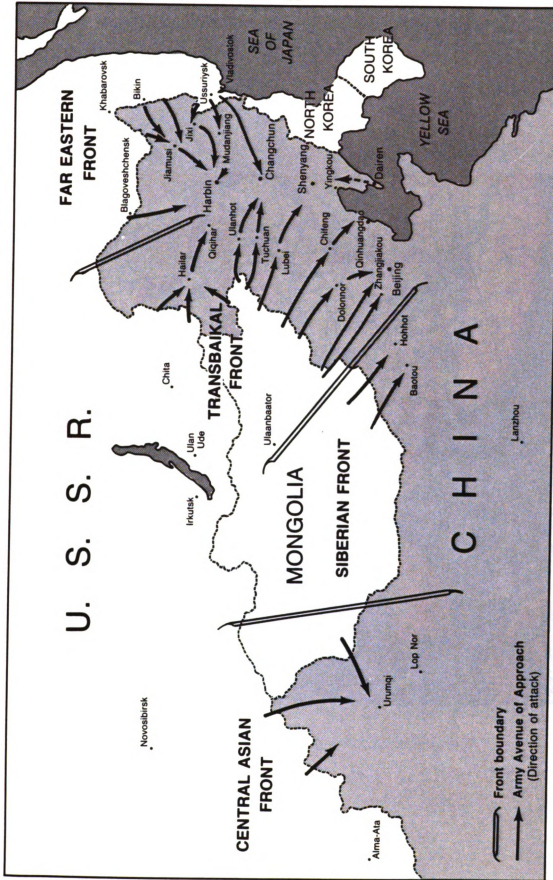 U. S. S. R.
MONGOLIA
C H I N A
SEA
OF
JAPAN
YELLOW
SEA
NORTH
KOREA
SOUTH
KOREA
FAR EASTERN
FRONT
TRANSBAIKAL
FRONT
SIBERIAN FRONT
CENTRAL ASIAN
FRONT
Novosibirsk
Irkutsk
Ulan
Ude
Chita
Blagoveshchensk
Khabarovsk
Bikin
Ussuriysk
Vladivostok
Jiamusi
Jixi
Mudanjiang
Harbin
Hailar
Qiqihar
Ulanhot
Changchun
Tuchuan
Lubei
Shenyang
Yingkou
Dairen
Chifeng
Qinhuangdao
Dolonnor
Zhangjiakou
Beijing
Hohhot
Baotou
Ulaanbaator
Lanzhou
Lop Nor
Urumqi
Alma-Ata
Front boundary
Army Avenue of Approach
(Direction of attack)